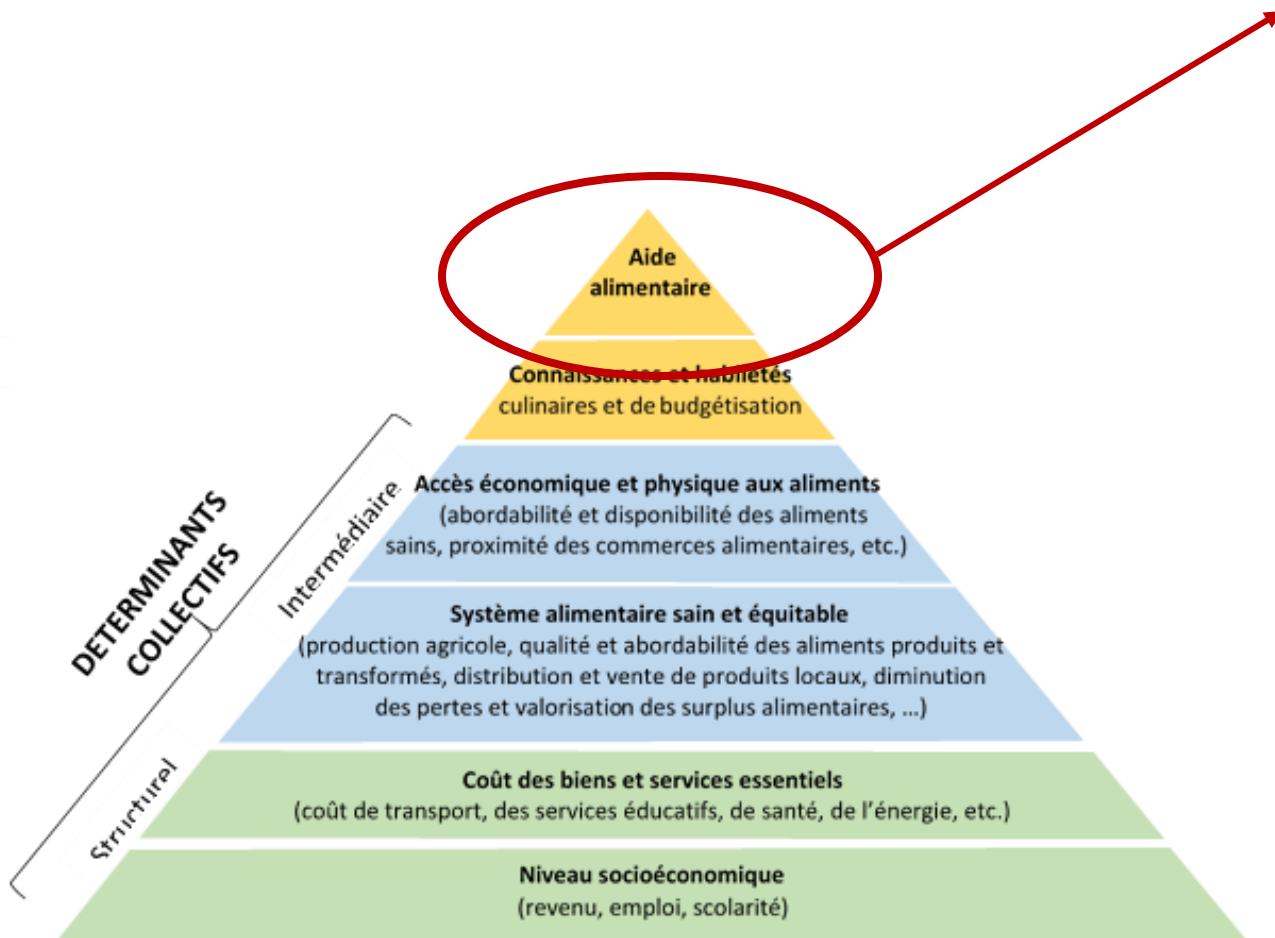 Aide
alimentaire
Connaissances et habiletés
culinaires et de budgétisation
Accès économique et physique aux aliments
(abordabilité et disponibilité des aliments
sains, proximité des commerces alimentaires, etc.)
Système alimentaire sain et équitable
(production agricole, qualité et abordabilité des aliments produits et
transformés, distribution et vente de produits locaux, diminution
des pertes et valorisation des surplus alimentaires, ...)
Coût des biens et services essentiels
(coût de transport, des services éducatifs, de santé, de l'énergie, etc.)
Niveau socioéconomique
(revenu, emploi, scolarité)
DETERMINANTS
COLLECTIFS
Intermédiaire
Structurel